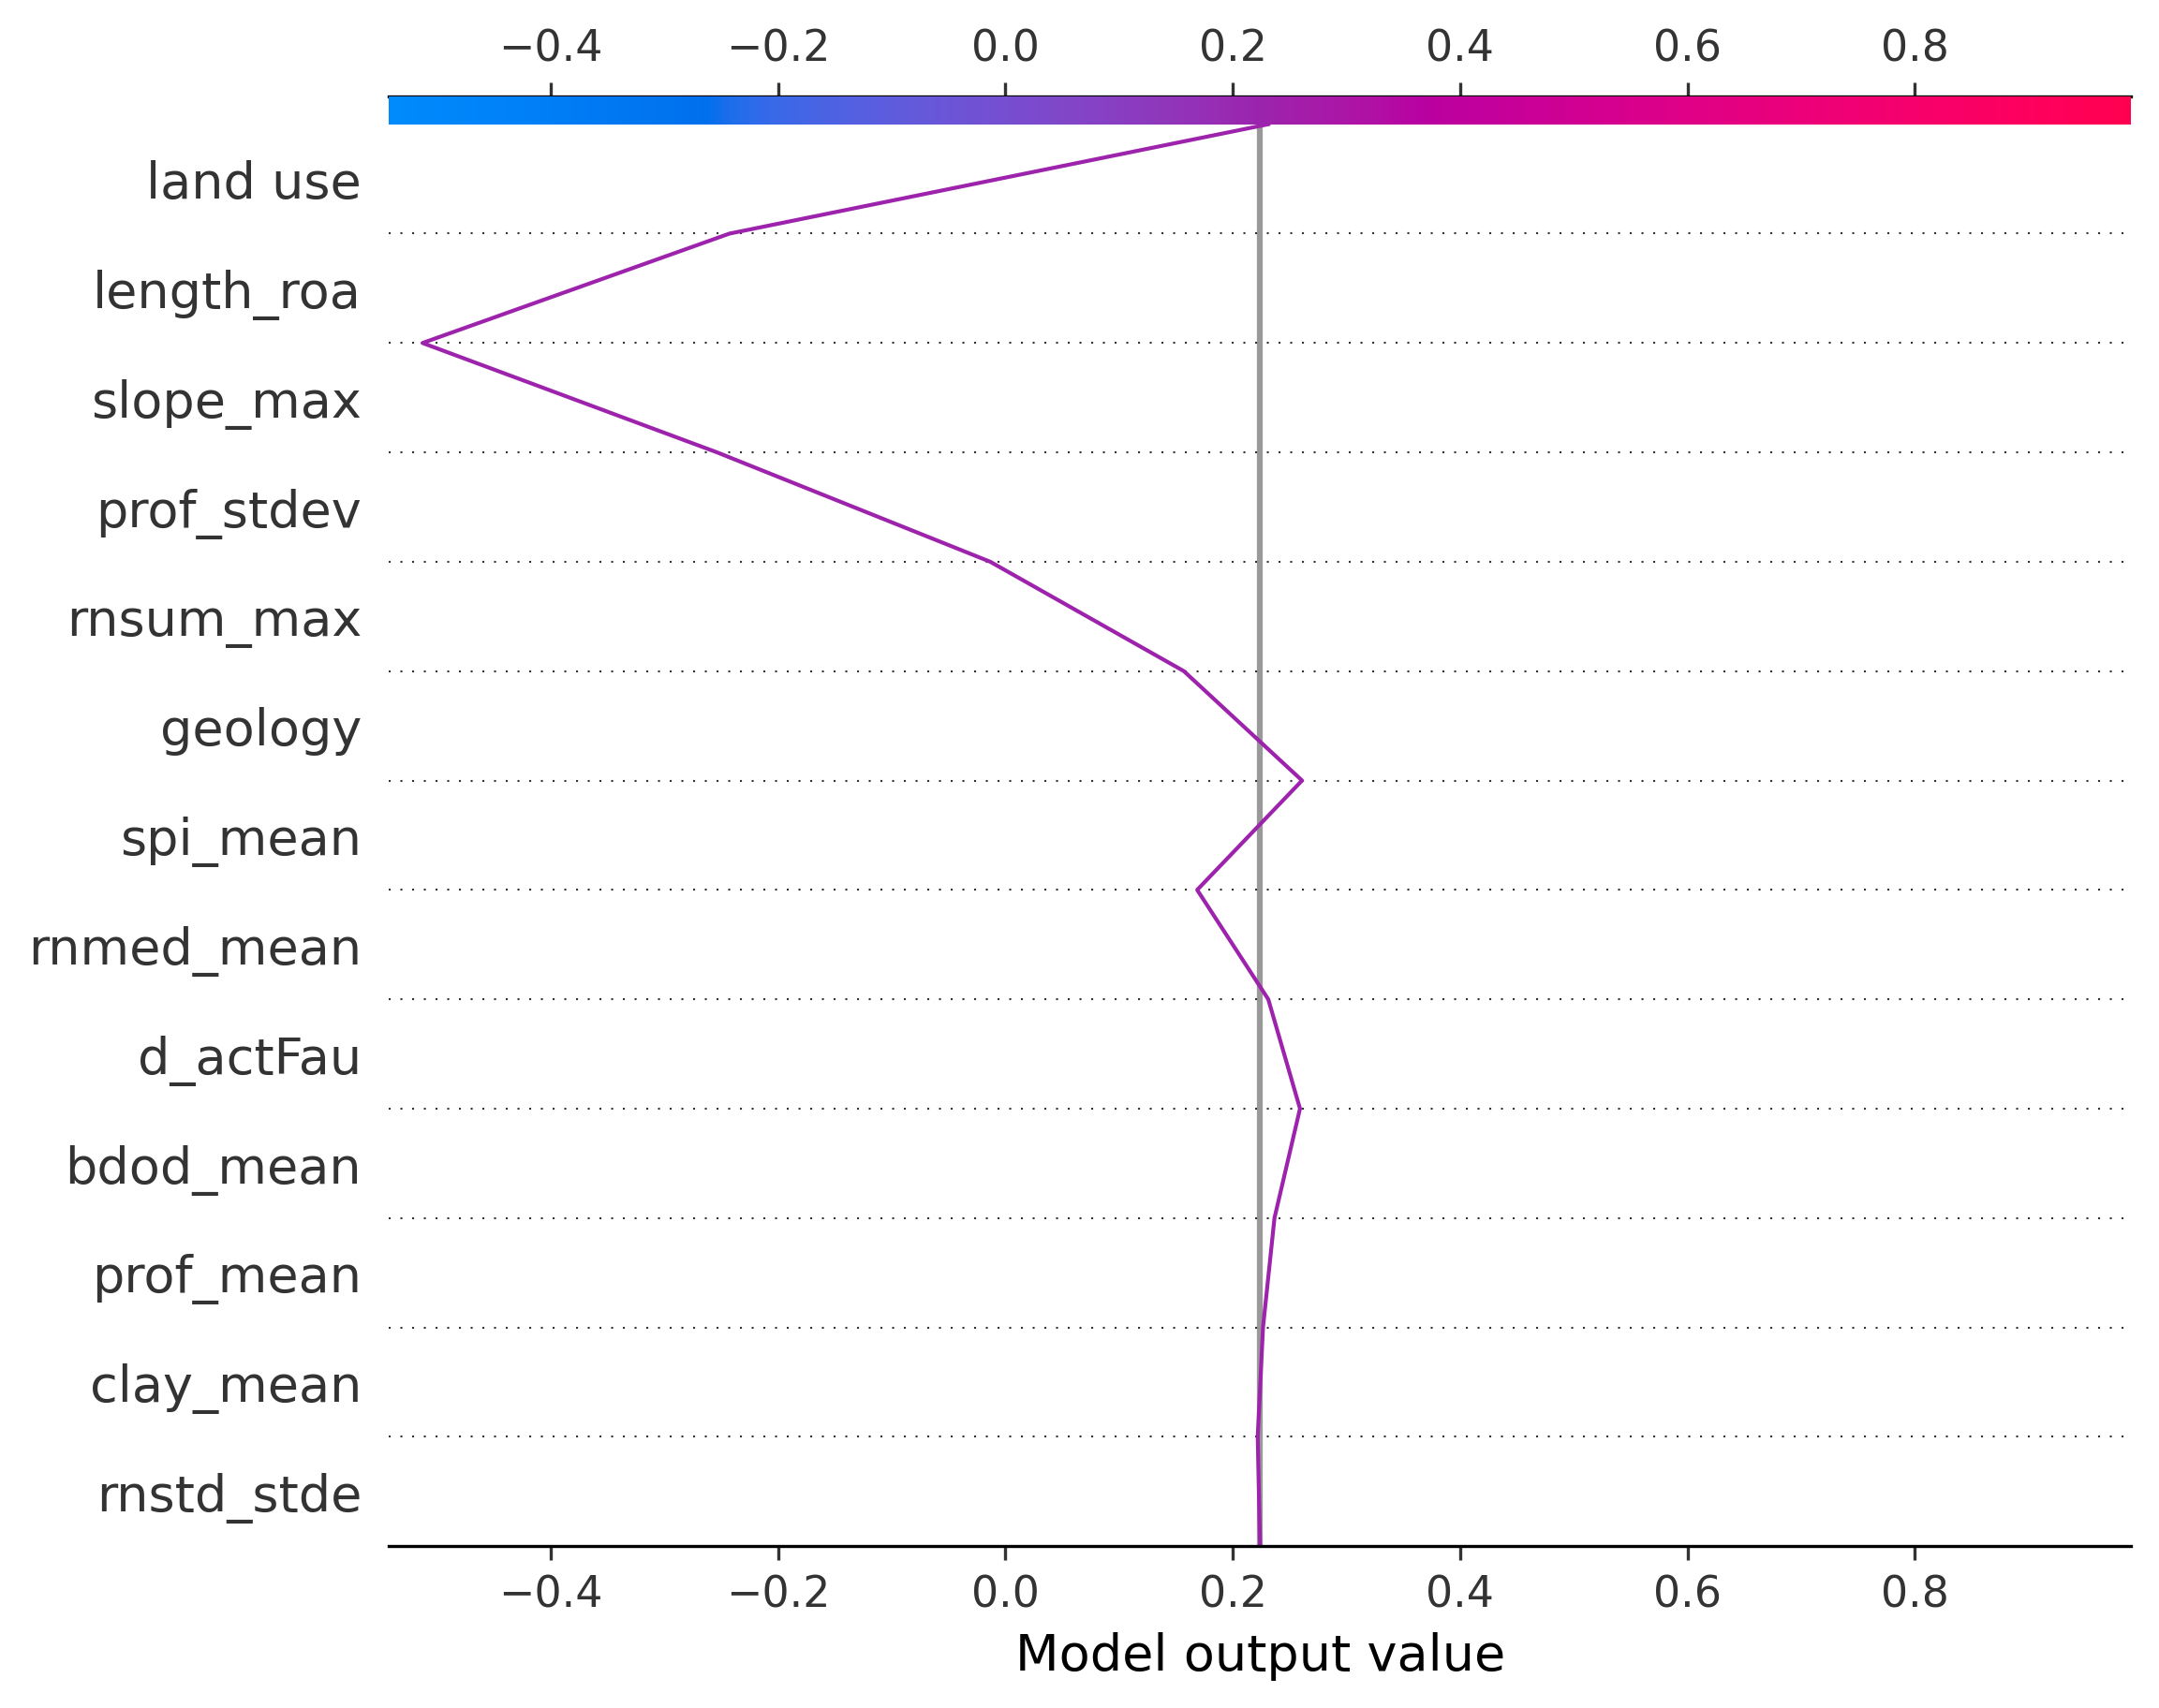 −0.4 −0.2 0.0 0.2 0.4 0.6 0.8
land use
length_roa
slope_max
prof_stdev
rnsum_max
geology
spi_mean
rnmed_mean
d_actFau
bdod_mean
prof_mean
clay_mean
rnstd_stde
−0.4 −0.2 0.0 0.2 0.4 0.6 0.8
Model output value